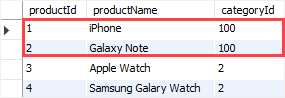 productId productName categoryId
1 iPhone 100
2 Galaxy Note 100
3 Apple Watch 2
4 Samsung Galary Watch 2